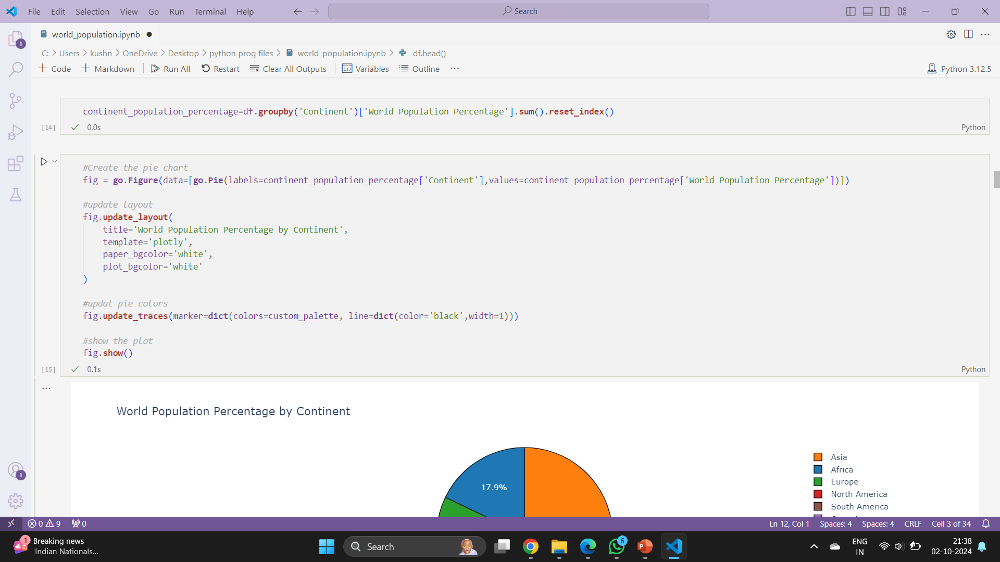 File Edit Selection View Go Run Terminal Help
Search
1
world_population.ipynb
C: > Users > kushn > OneDrive > Desktop > python prog files > world_population.ipynb > df.head()
+ Code + Markdown Run All Restart Clear All Outputs Variables Outline ...
Python 3.12.5
continent_population_percentage=df.groupby('Continent')['World Population Percentage'].sum().reset_index()
[14] 0.0s Python
#Create the pie chart
fig = go.Figure(data=[go.Pie(labels=continent_population_percentage['Continent'],values=continent_population_percentage['World Population Percentage'])])
#update layout
fig.update_layout(
title='World Population Percentage by Continent',
template='plotly',
paper_bgcolor='white',
plot_bgcolor='white'
)
#updat pie colors
fig.update_traces(marker=dict(colors=custom_palette, line=dict(color='black',width=1)))
#show the plot
fig.show()
[15] 0.1s Python
...
World Population Percentage by Continent
17.9%
Asia
Africa
Europe
North America
South America
1
0 9 0
Ln 12, Col 1 Spaces: 4 Spaces: 4 CRLF Cell 3 of 34
1
Breaking news
'Indian Nationals...
Search
6
P
ENG
IN
21:38
02-10-2024